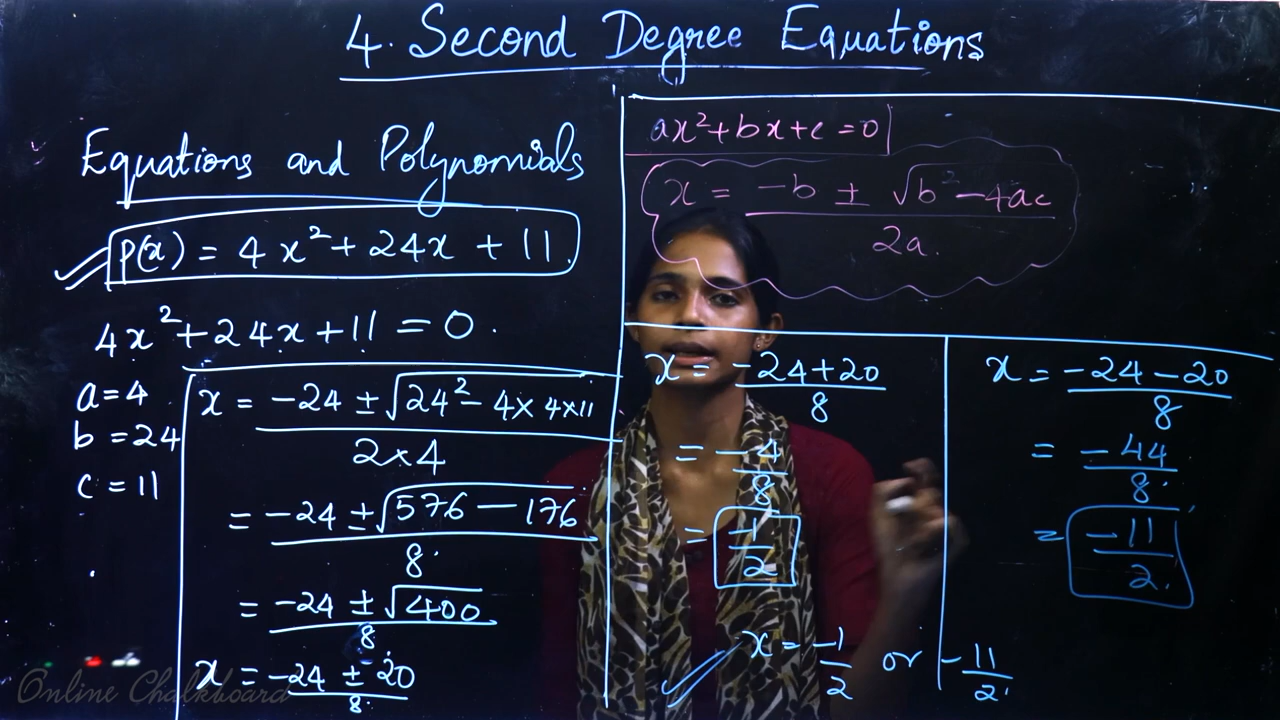 4. Second Degree Equations
Equations and Polynomials
p(x) = 4x² + 24x + 11
4x² + 24x + 11 = 0.
a = 4
b = 24
c = 11
x = (-24 ± √(24² - 4 × 4 × 11)) / (2 × 4)
= (-24 ± √(576 - 176)) / 8
= (-24 ± √400) / 8
x = (-24 ± 20) / 8
ax² + bx + c = 0
x = (-b ± √(b² - 4ac)) / 2a
x = (-24 + 20) / 8
= -4 / 8
= -1 / 2
x = (-24 - 20) / 8
= -44 / 8
= -11 / 2
x = -1/2 or -11/2
Online Chalkboard